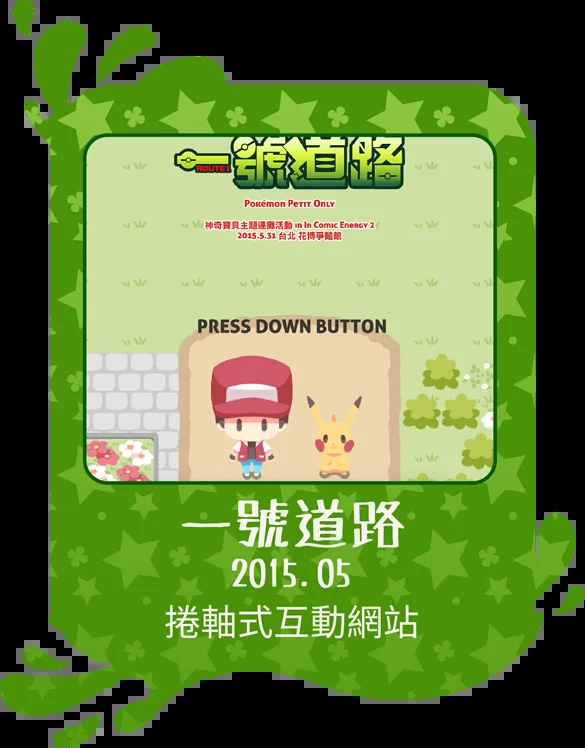 一號道路
ROUTE1
Pokémon Petit Only
神奇寶貝主題連攤活動 in In Comic Energy 2
2015.5.31 台北 花博爭豔館
PRESS DOWN BUTTON
一號道路
2015.05
捲軸式互動網站